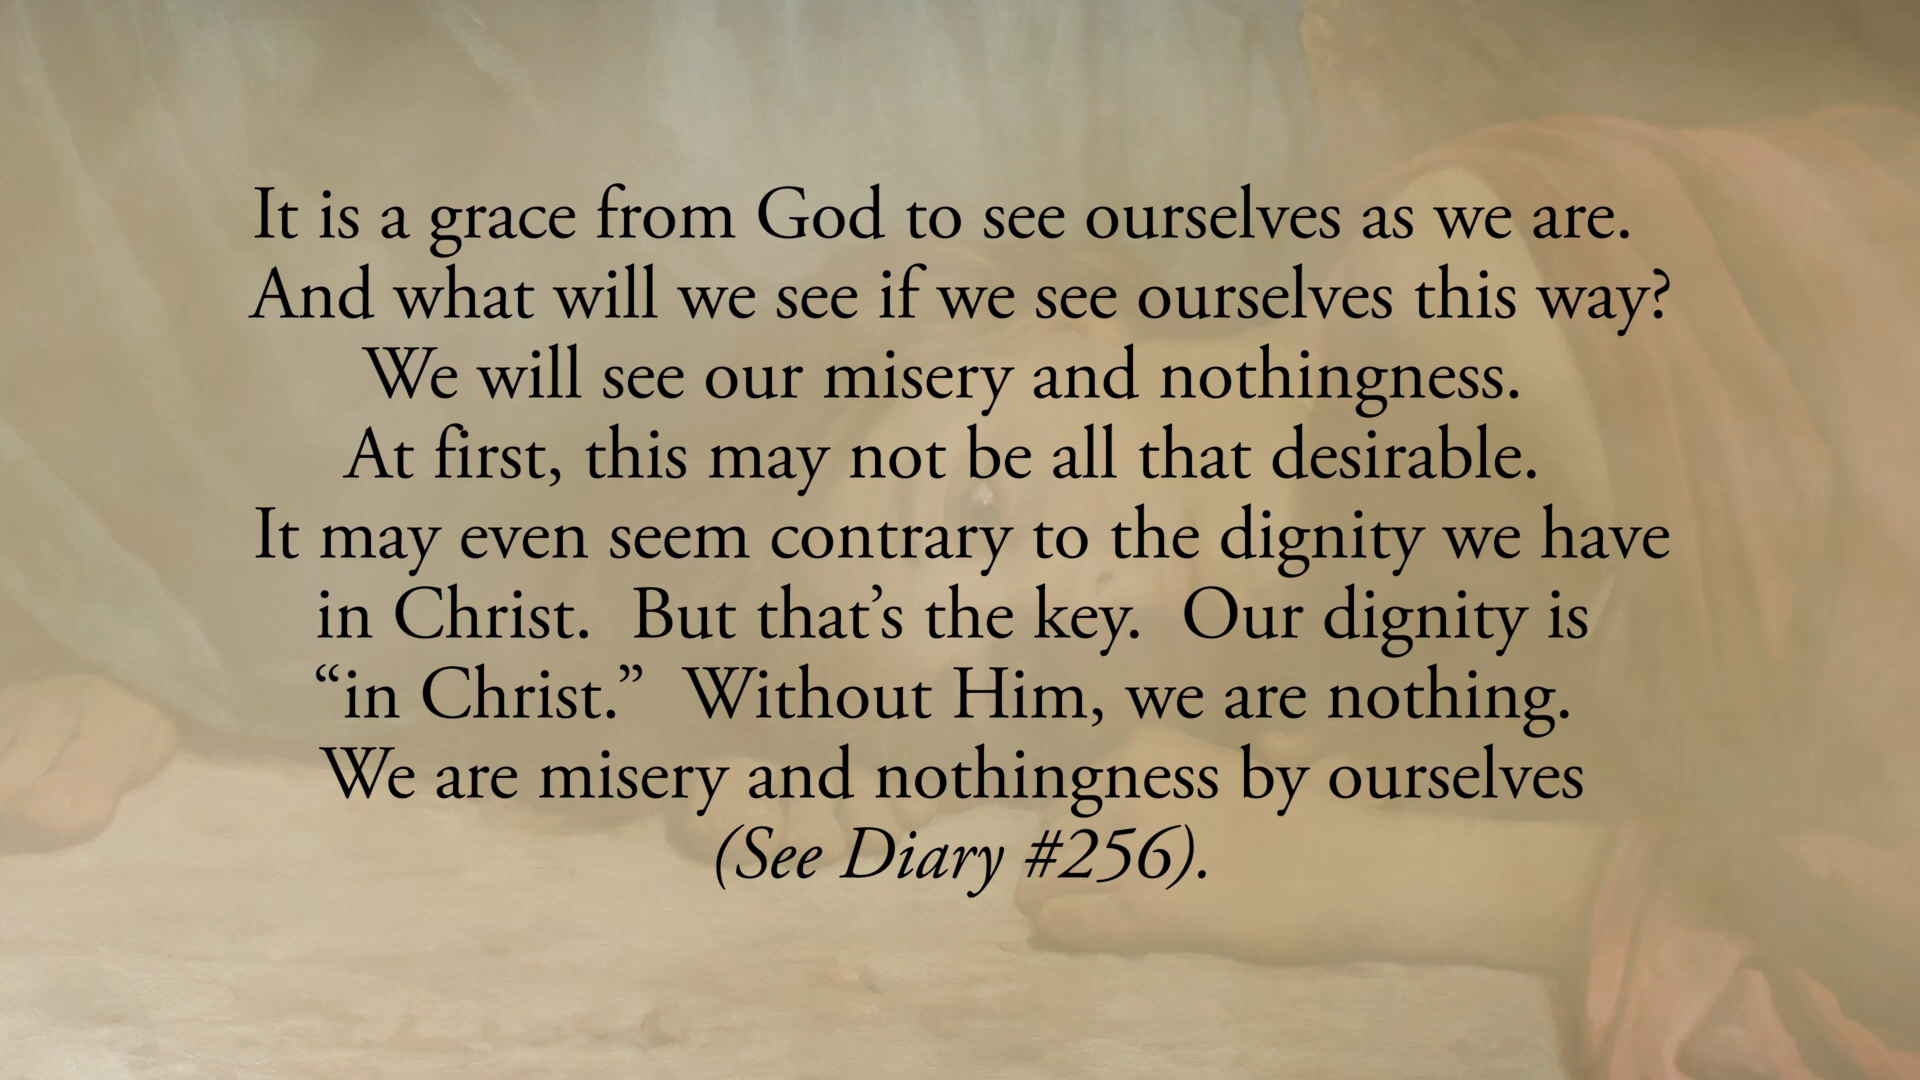 It is a grace from God to see ourselves as we are.
And what will we see if we see ourselves this way?
We will see our misery and nothingness.
At first, this may not be all that desirable.
It may even seem contrary to the dignity we have
in Christ.  But that’s the key.  Our dignity is
“in Christ.”  Without Him, we are nothing.
We are misery and nothingness by ourselves
(See Diary #256).